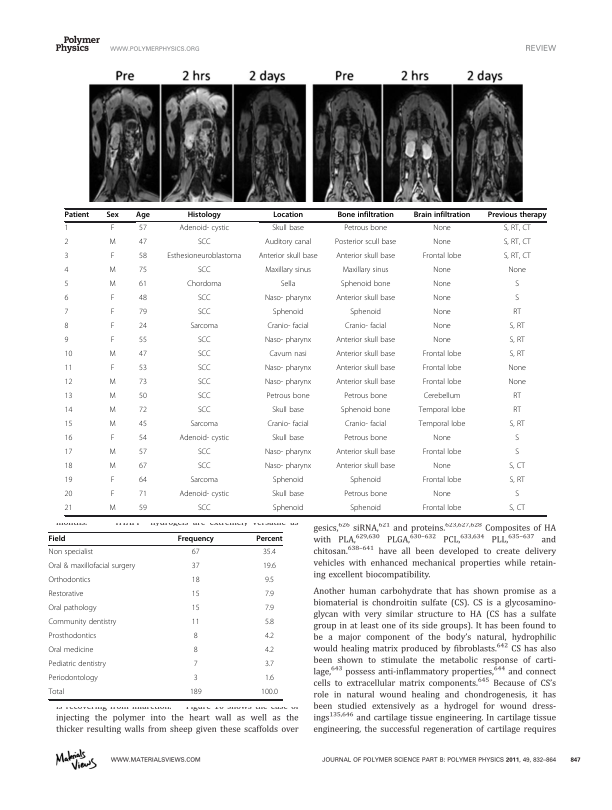 Polymer
Physics
WWW.POLYMERPHYSICS.ORG
REVIEW
Pre 2 hrs 2 days Pre 2 hrs 2 days
Patient Sex Age Histology Location Bone infiltration Brain infiltration Previous therapy
1 F 57 Adenoid- cystic Skull base Petrous bone None S, RT, CT
2 M 47 SCC Auditory canal Posterior scull base None S, RT, CT
3 F 58 Esthesioneuroblastoma Anterior skull base Anterior skull base Frontal lobe S, RT, CT
4 M 75 SCC Maxillary sinus Maxillary sinus None None
5 M 61 Chordoma Sella Sphenoid bone None S
6 F 48 SCC Naso- pharynx Anterior skull base None S
7 F 79 SCC Sphenoid Sphenoid None RT
8 F 24 Sarcoma Cranio- facial Cranio- facial None S, RT
9 F 55 SCC Naso- pharynx Anterior skull base None S, RT
10 M 47 SCC Cavum nasi Anterior skull base Frontal lobe S, RT
11 F 53 SCC Naso- pharynx Anterior skull base Frontal lobe None
12 M 73 SCC Naso- pharynx Anterior skull base Frontal lobe None
13 M 50 SCC Petrous bone Petrous bone Cerebellum RT
14 M 72 SCC Skull base Sphenoid bone Temporal lobe RT
15 M 45 Sarcoma Cranio- facial Cranio- facial Temporal lobe S, RT
16 F 54 Adenoid- cystic Skull base Petrous bone None S
17 M 57 SCC Naso- pharynx Anterior skull base Frontal lobe S
18 M 67 SCC Naso- pharynx Anterior skull base None S, CT
19 F 64 Sarcoma Sphenoid Sphenoid Frontal lobe S, RT
20 F 71 Adenoid- cystic Skull base Petrous bone None S
21 M 59 SCC Sphenoid Sphenoid Frontal lobe S, CT
hydrogels are extremely versatile as
Field Frequency Percent
Non specialist 67 35.4
Oral & maxillofacial surgery 37 19.6
Orthodontics 18 9.5
Restorative 15 7.9
Oral pathology 15 7.9
Community dentistry 11 5.8
Prosthodontics 8 4.2
Oral medicine 8 4.2
Pediatric dentistry 7 3.7
Periodontology 3 1.6
Total 189 100.0
is recovering from infarction. Figure 10 shows the case of
injecting the polymer into the heart wall as well as the
thicker resulting walls from sheep given these scaffolds over
gesics,626 siRNA,621 and proteins.623,627,628 Composites of HA
with PLA,629,630 PLGA,630–632 PCL,633,634 PLL,635–637 and
chitosan.638–641 have all been developed to create delivery
vehicles with enhanced mechanical properties while retain-
ing excellent biocompatibility.
Another human carbohydrate that has shown promise as a
biomaterial is chondroitin sulfate (CS). CS is a glycosamino-
glycan with very similar structure to HA (CS has a sulfate
group in at least one of its side groups). It has been found to
be a major component of the body's natural, hydrophilic
would healing matrix produced by fibroblasts.642 CS has also
been shown to stimulate the metabolic response of carti-
lage,643 possess anti-inflammatory properties,644 and connect
cells to extracellular matrix components.645 Because of CS's
role in natural wound healing and chondrogenesis, it has
been studied extensively as a hydrogel for wound dress-
ings135,646 and cartilage tissue engineering. In cartilage tissue
engineering, the successful regeneration of cartilage requires
Materials
Views
WWW.MATERIALSVIEWS.COM
JOURNAL OF POLYMER SCIENCE PART B: POLYMER PHYSICS 2011, 49, 832–864 847